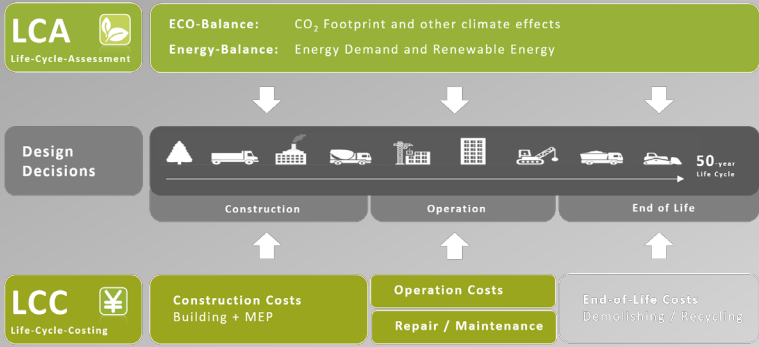 LCA
Life-Cycle-Assessment
ECO-Balance: CO₂ Footprint and other climate effects
Energy-Balance: Energy Demand and Renewable Energy
Design
Decisions
50-year
Life Cycle
Construction
Operation
End of Life
LCC
¥
Life-Cycle-Costing
Construction Costs
Building + MEP
Operation Costs
Repair / Maintenance
End-of-Life Costs
Demolishing / Recycling